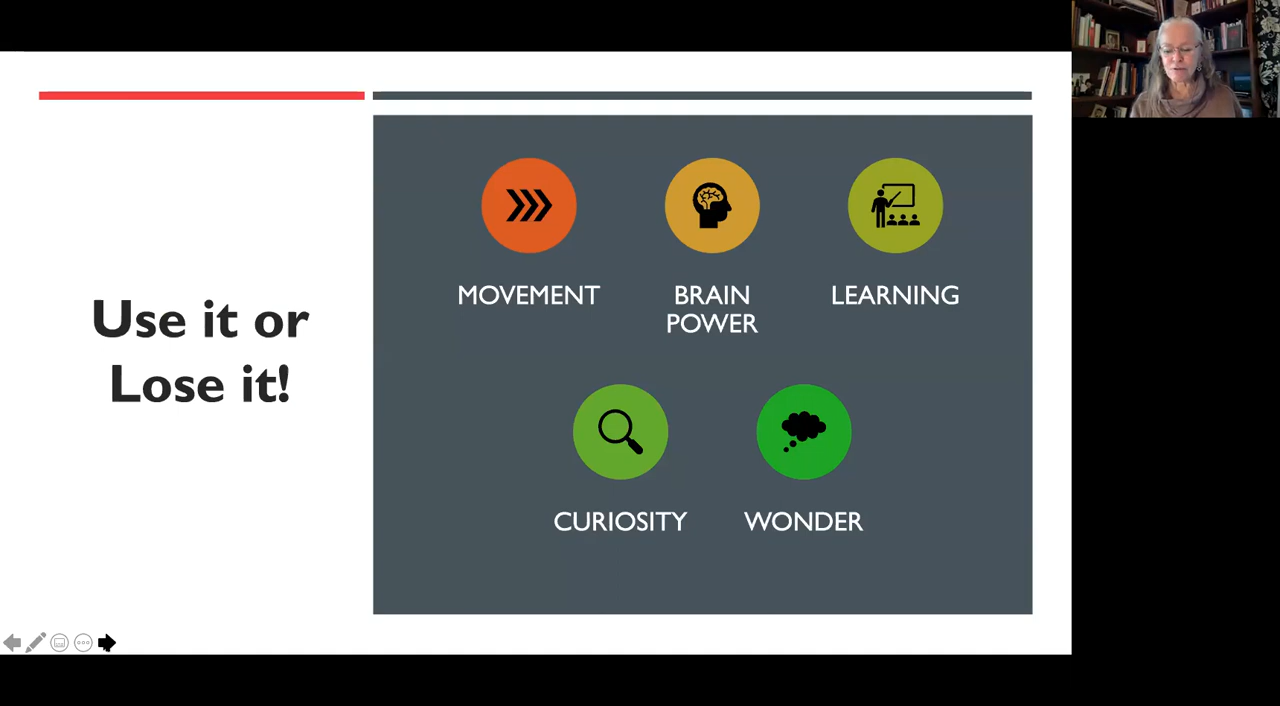 Use it or
Lose it!
MOVEMENT
BRAIN
POWER
LEARNING
CURIOSITY
WONDER